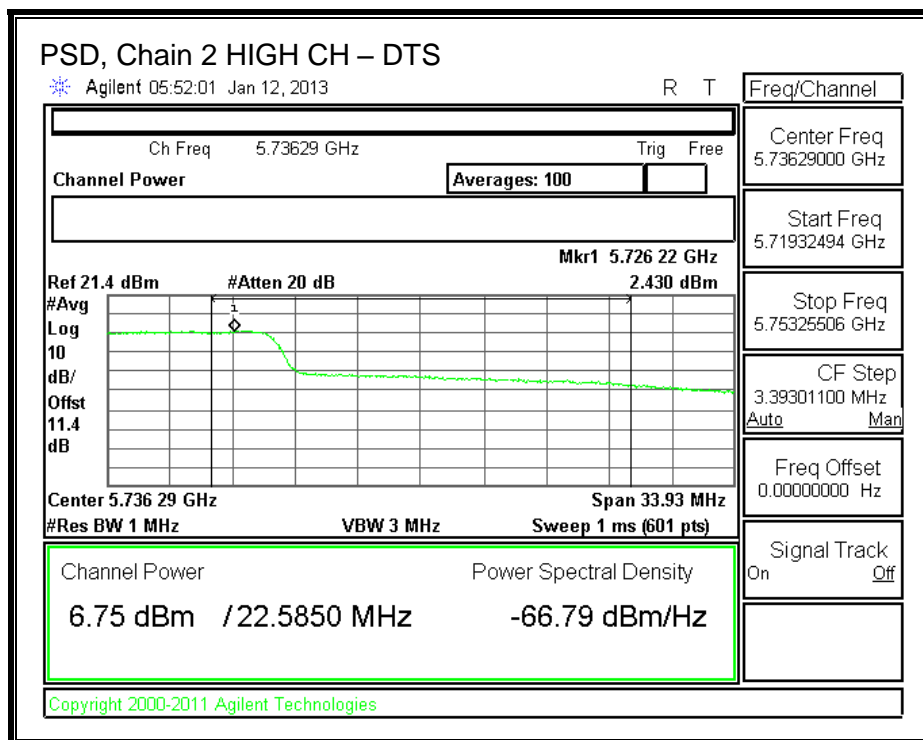 PSD, Chain 2 HIGH CH – DTS
Agilent 05:52:01 Jan 12, 2013 R T
Freq/Channel
Ch Freq 5.73629 GHz Trig Free
Channel Power Averages: 100
Mkr1 5.726 22 GHz
Ref 21.4 dBm #Atten 20 dB 2.430 dBm
#Avg
Log
10
dB/
Offst
11.4
dB
1
Center 5.736 29 GHz Span 33.93 MHz
#Res BW 1 MHz VBW 3 MHz Sweep 1 ms (601 pts)
Channel Power Power Spectral Density
6.75 dBm / 22.5850 MHz -66.79 dBm/Hz
Copyright 2000-2011 Agilent Technologies
Center Freq
5.73629000 GHz
Start Freq
5.71932494 GHz
Stop Freq
5.75325506 GHz
CF Step
3.39301100 MHz
Auto Man
Freq Offset
0.00000000 Hz
Signal Track
On Off